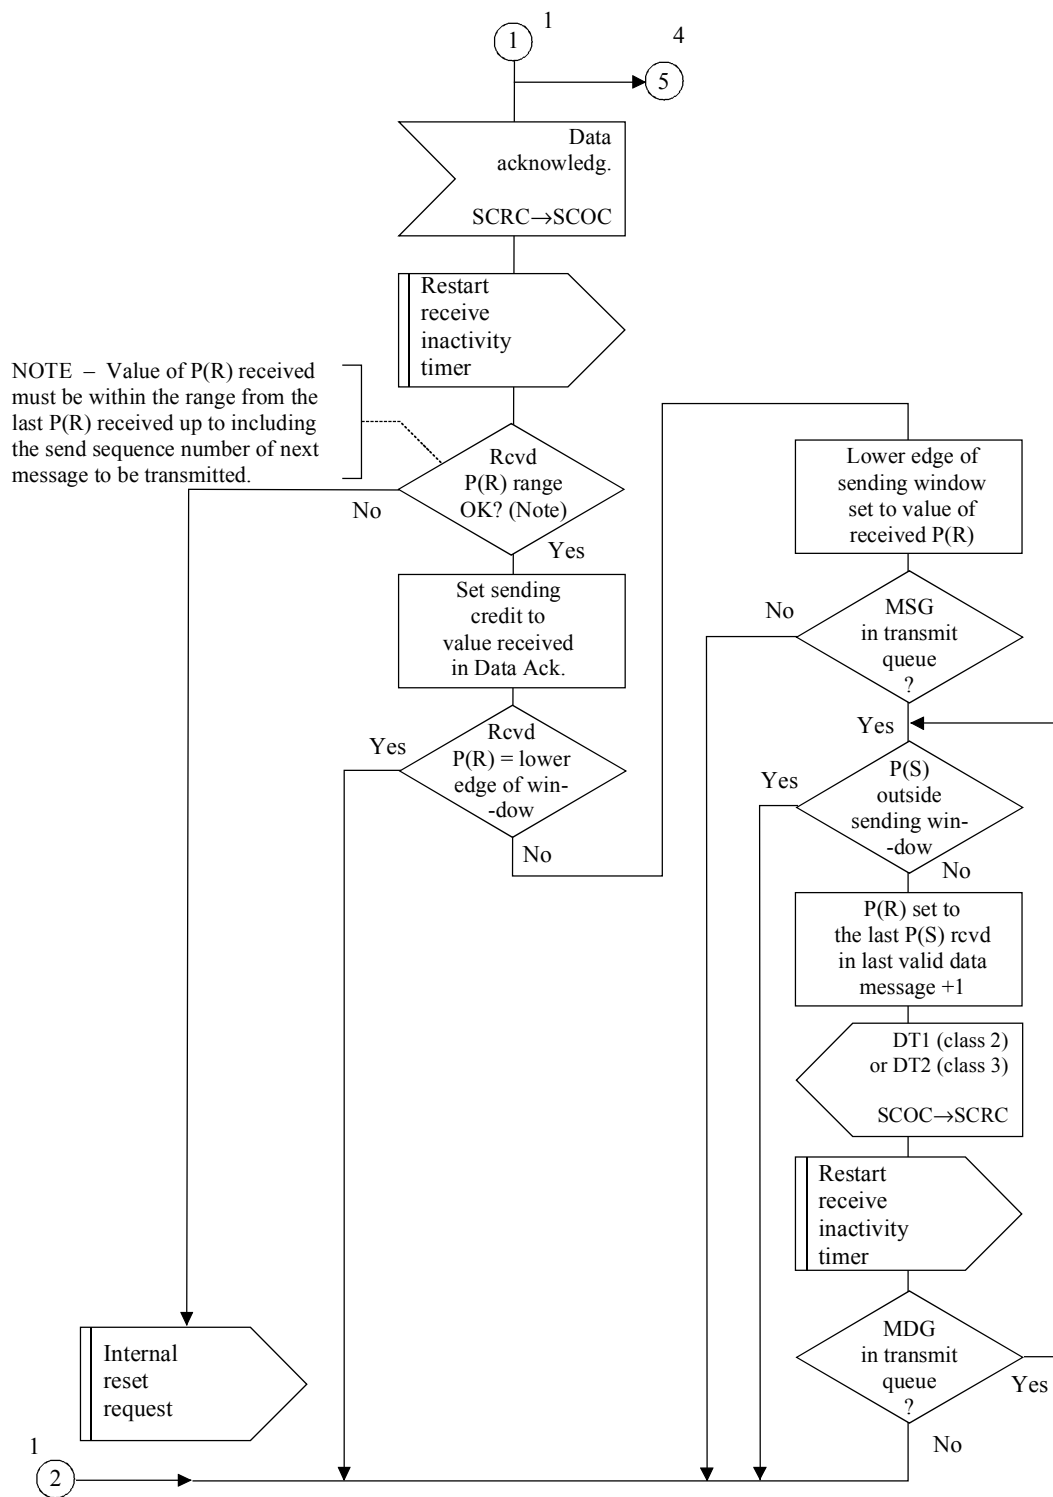 1
1
4
5
Data
acknowledg.
SCRC→SCOC
Restart
receive
inactivity
timer
NOTE – Value of P(R) received
must be within the range from the
last P(R) received up to including
the send sequence number of next
message to be transmitted.
Rcvd
P(R) range
OK? (Note)
No
Yes
Set sending
credit to
value received
in Data Ack.
Rcvd
P(R) = lower
edge of win-
-dow
Yes
No
Lower edge of
sending window
set to value of
received P(R)
MSG
in transmit
queue
?
No
Yes
P(S)
outside
sending win-
-dow
Yes
No
P(R) set to
the last P(S) rcvd
in last valid data
message +1
DT1 (class 2)
or DT2 (class 3)
SCOC→SCRC
Restart
receive
inactivity
timer
MDG
in transmit
queue
?
Yes
No
Internal
reset
request
1
2